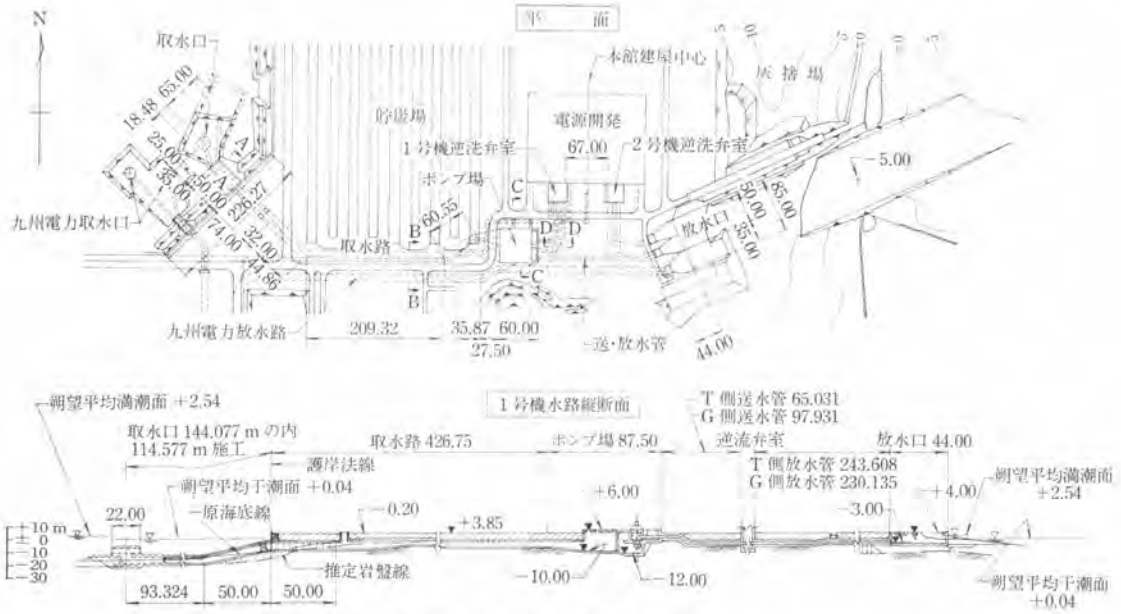 平面
N
取水口
18.48
65.00
25.00
35.00
A
A
50.00
226.27
74.00
32.00
44.86
九州電力取水口
貯炭場
取水路
B
B
60.55
ポンプ場
C
C
D
D
本館建屋中心
電源開発
67.00
1号機逆洗弁室
2号機逆洗弁室
灰捨場
5
10
-5.00
50.00
85.00
35.00
放水口
44.00
九州電力放水路
209.32
35.87
60.00
27.50
送・放水管
1号機水路縦断面
朔望平均満潮面 +2.54
取水口 144.077 m の内
114.577 m 施工
取水路 426.75
ポンプ場 87.50
T 側送水管 65.031
G 側送水管 97.931
逆流弁室
放水口 44.00
護岸法線
朔望平均干潮面 +0.04
原海底線
22.00
T 側放水管 243.608
G 側放水管 230.135
朔望平均満潮面
+2.54
+10 m
± 0
-10
-20
-30
-0.20
+3.85
+6.00
-3.00
+4.00
推定岩盤線
-10.00
-12.00
93.324
50.00
50.00
朔望平均干潮面
+0.04